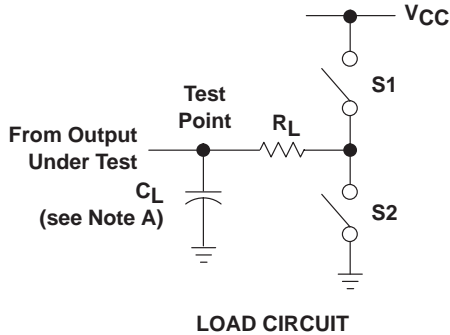 VCC
S1
Test
Point
RL
From Output
Under Test
CL
(see Note A)
S2
LOAD CIRCUIT